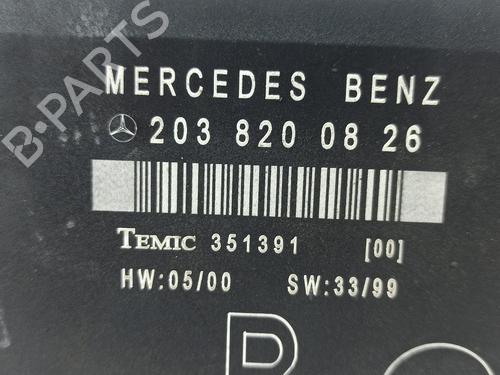 B-PARTS
MERCEDES BENZ
203 820 08 26
TEMIC 351391 [00]
HW:05/00 SW:33/99